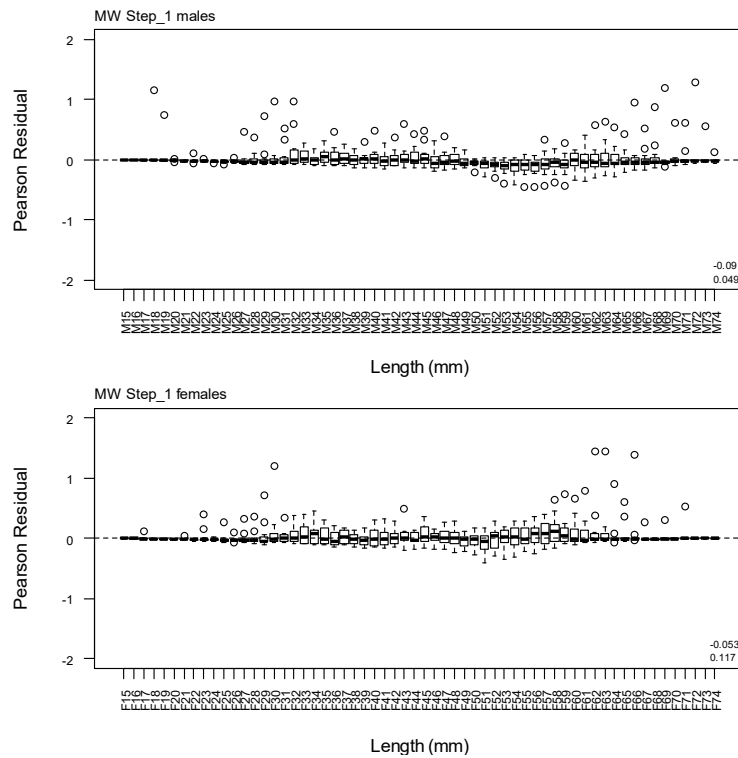 MW Step_1 males
2
1
0
-1
-2
Pearson Residual
-0.09
0.049
M15 M16 M17 M18 M19 M20 M21 M22 M23 M24 M25 M26 M27 M28 M29 M30 M31 M32 M33 M34 M35 M36 M37 M38 M39 M40 M41 M42 M43 M44 M45 M46 M47 M48 M49 M50 M51 M52 M53 M54 M55 M56 M57 M58 M59 M60 M61 M62 M63 M64 M65 M66 M67 M68 M69 M70 M71 M72 M73 M74
Length (mm)
MW Step_1 females
2
1
0
-1
-2
Pearson Residual
-0.053
0.117
F15 F16 F17 F18 F19 F20 F21 F22 F23 F24 F25 F26 F27 F28 F29 F30 F31 F32 F33 F34 F35 F36 F37 F38 F39 F40 F41 F42 F43 F44 F45 F46 F47 F48 F49 F50 F51 F52 F53 F54 F55 F56 F57 F58 F59 F60 F61 F62 F63 F64 F65 F66 F67 F68 F69 F70 F71 F72 F73 F74
Length (mm)